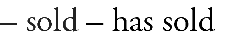 – sold – has sold